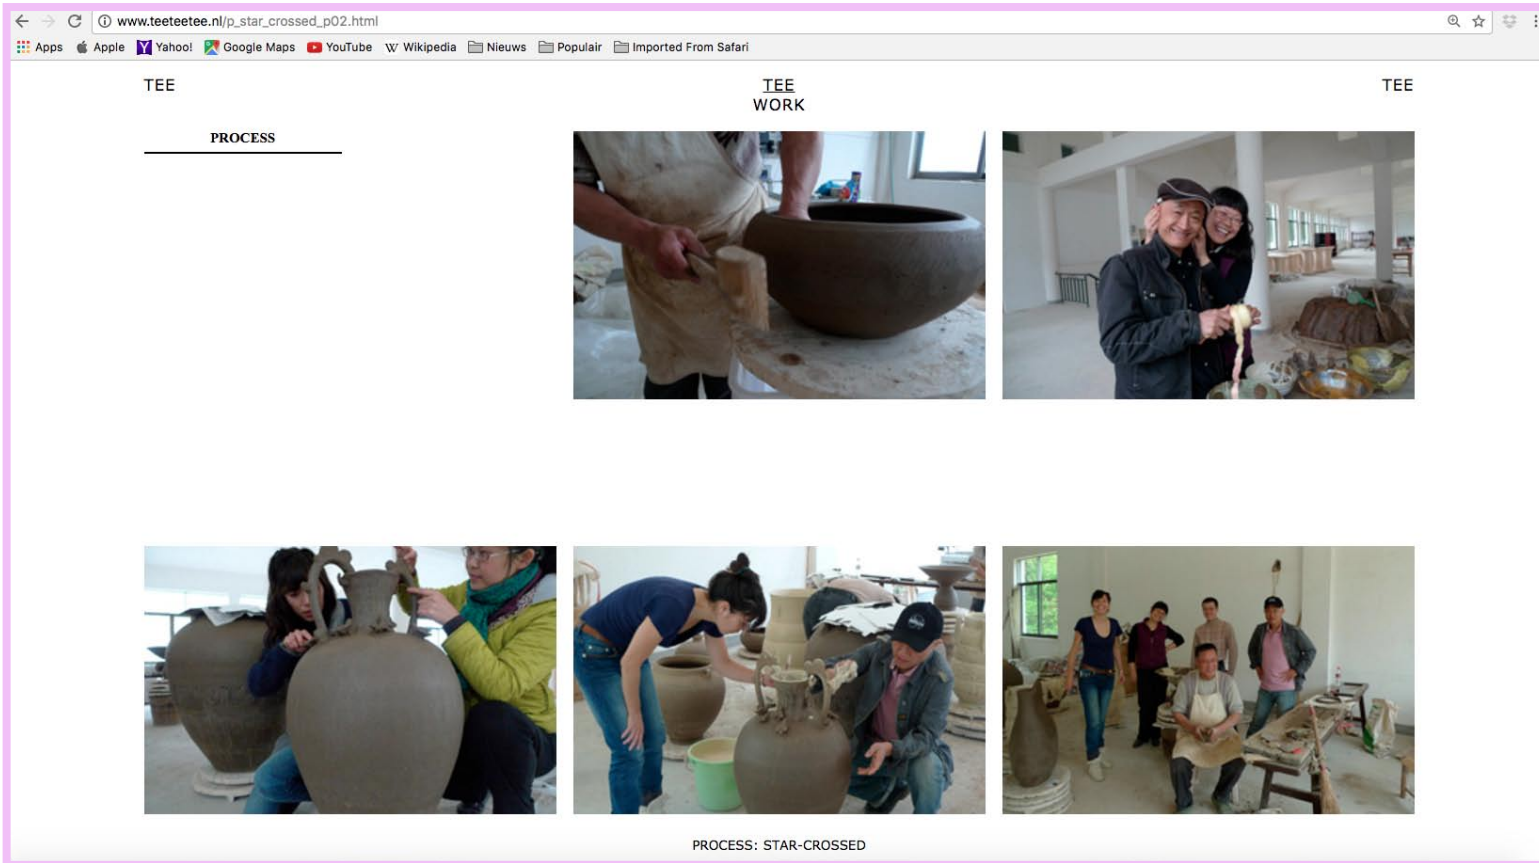 www.teeteetee.nl/p_star_crossed_p02.html
Apps Apple Yahoo! Google Maps YouTube Wikipedia Nieuws Populair Imported From Safari
TEE TEE TEE
WORK
PROCESS
PROCESS: STAR-CROSSED